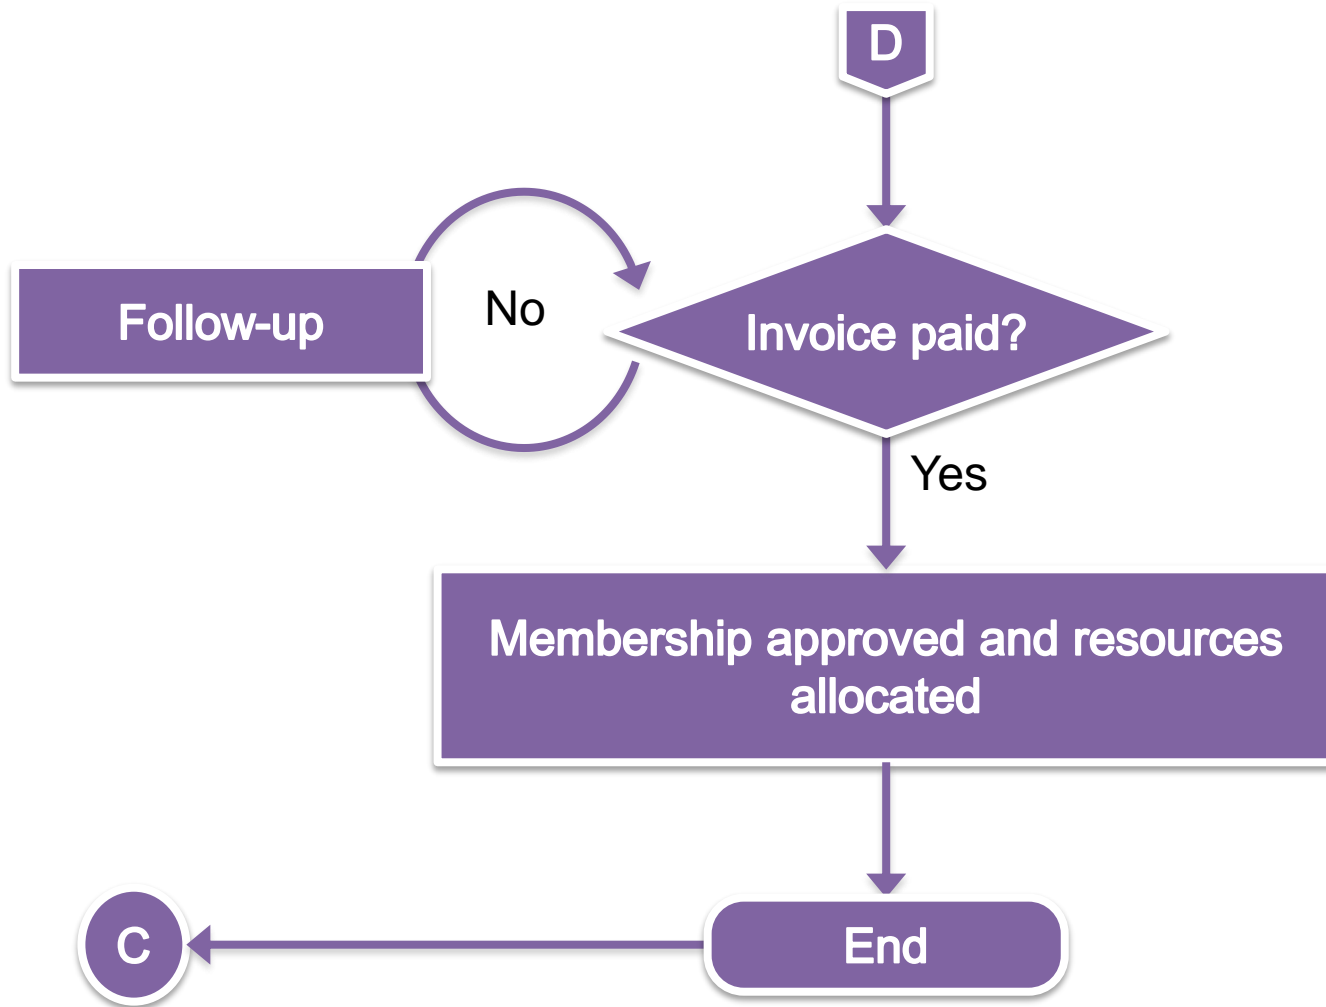 D
Follow-up
No
Invoice paid?
Yes
Membership approved and resources
allocated
C
End